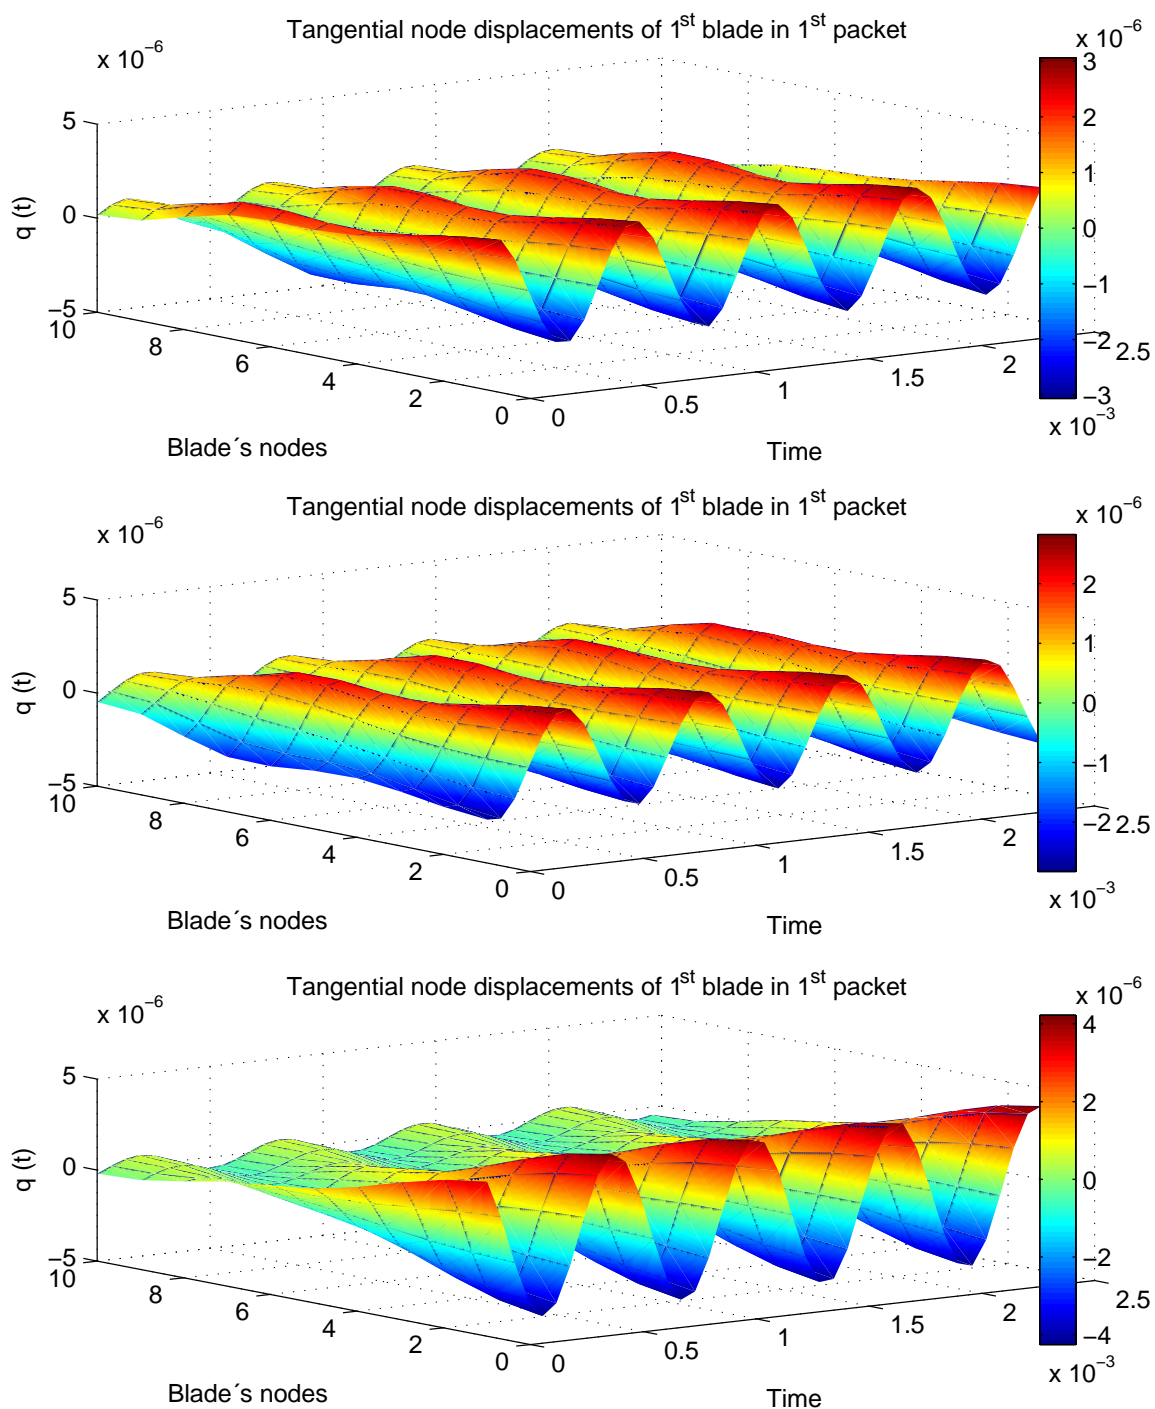 Tangential node displacements of 1st blade in 1st packet
x 10−6
x 10−6
5
0
−5
q (t)
10
8
6
4
2
0
Blade´s nodes
0
0.5
1
1.5
2
2.5
Time
x 10−3
3
2
1
0
−1
−2
−3
Tangential node displacements of 1st blade in 1st packet
x 10−6
x 10−6
5
0
−5
q (t)
10
8
6
4
2
0
Blade´s nodes
0
0.5
1
1.5
2
2.5
Time
x 10−3
2
1
0
−1
−2
Tangential node displacements of 1st blade in 1st packet
x 10−6
x 10−6
5
0
−5
q (t)
10
8
6
4
2
0
Blade´s nodes
0
0.5
1
1.5
2
2.5
Time
x 10−3
4
2
0
−2
−4